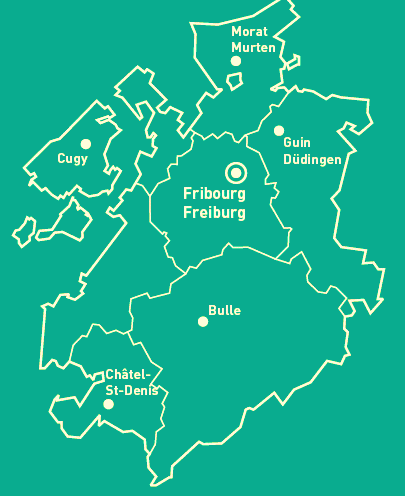 Morat
Murten
Guin
Düdingen
Cugy
Fribourg
Freiburg
Bulle
Châtel-
St-Denis